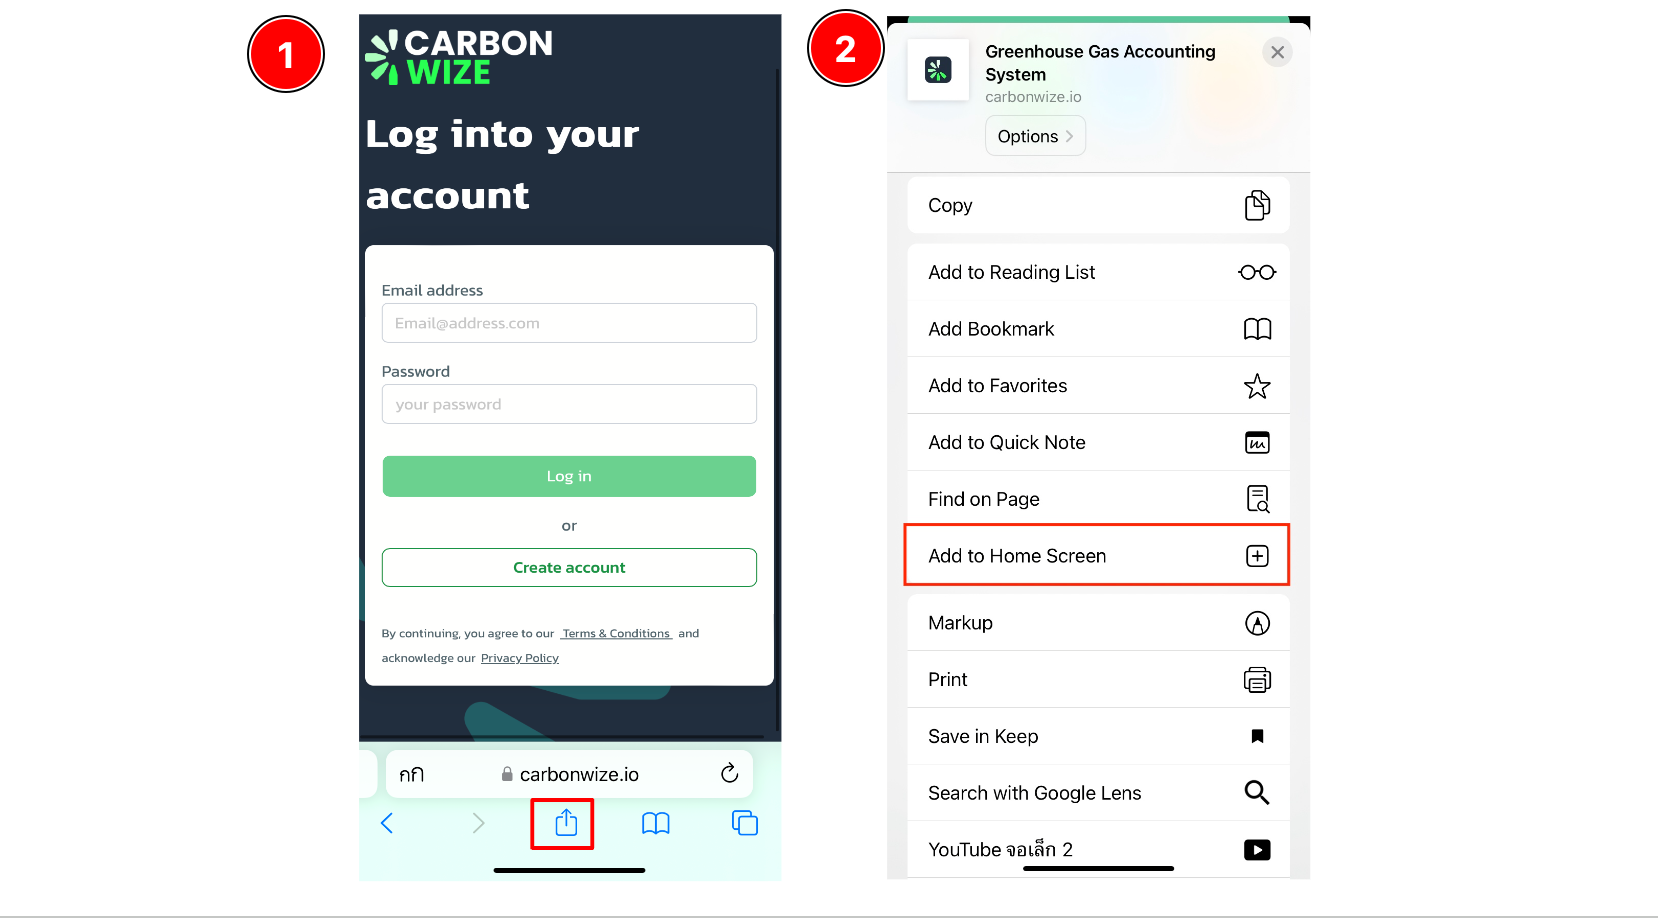 1
CARBON
WIZE
Log into your
account
Email address
Email@address.com
Password
your password
Log in
or
Create account
By continuing, you agree to our Terms & Conditions and
acknowledge our Privacy Policy
กกิ
carbonwize.io
2
Greenhouse Gas Accounting
System
carbonwize.io
Options
Copy
Add to Reading List
Add Bookmark
Add to Favorites
Add to Quick Note
Find on Page
Add to Home Screen
Markup
Print
Save in Keep
Search with Google Lens
YouTube จอเล็ก 2